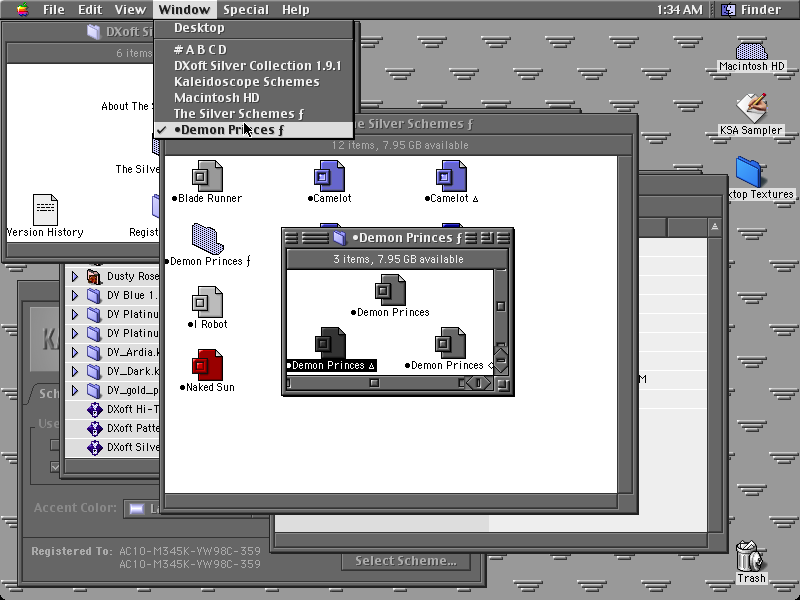 File Edit View Window Special Help 1:34 AM Finder
Desktop
# A B C D
DXoft Silver Collection 1.9.1
Kaleidoscope Schemes
Macintosh HD
The Silver Schemes ƒ
✓ •Demon Princes ƒ
DXoft Si
6 items
About The S
The Silver
Version History
Regist
e Silver Schemes ƒ
12 items, 7.95 GB available
•Blade Runner
•Camelot
•Camelot ∆
•Demon Princes ƒ
•I Robot
•Naked Sun
•Demon Princes ƒ
3 items, 7.95 GB available
•Demon Princes
•Demon Princes ∆
•Demon Princes ◇
Dusty Rose
DV Blue 1.
DV Platinu
DV Platinu
DV_Ardia.k
DV_Dark.k
DV_gold_p
DXoft Hi-T
DXoft Patte
DXoft Silve
Sch
Use
Accent Color: L
Registered To: AC10-M345K-YW98C-359
AC10-M345K-YW98C-359
Select Scheme...
M
Macintosh HD
KSA Sampler
ktop Textures
Trash